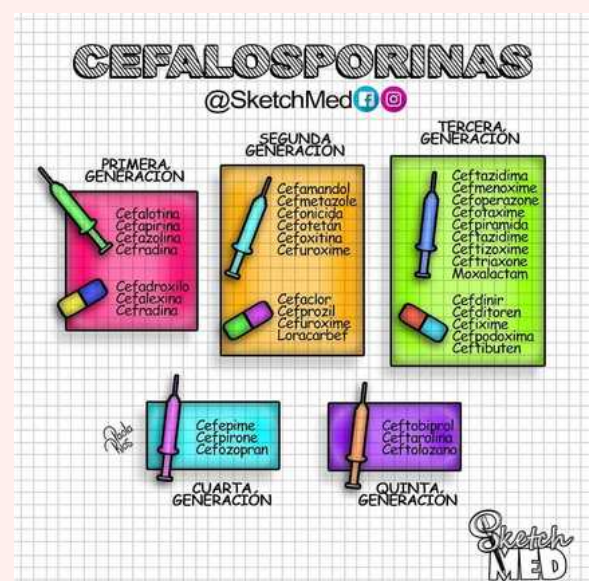 CEFALOSPORINAS
@SketchMed
PRIMERA
GENERACIÓN
Cefalotina
Cefapirina
Cefazolina
Cefradina
Cefadroxilo
Cefalexina
Cefradina
SEGUNDA
GENERACIÓN
Cefamandol
Cefmetazole
Cefonicida
Cefotetán
Cefoxitina
Cefuroxime
Cefaclor
Cefprozil
Cefuroxime
Loracarbef
TERCERA
GENERACIÓN
Ceftazidima
Cefmenoxime
Cefoperazone
Cefotaxime
Cefpiramida
Ceftazidime
Ceftizoxime
Ceftriaxone
Moxalactam
Cefdinir
Cefditoren
Cefixime
Cefpodoxima
Ceftibuten
Cefepime
Cefpirone
Cefozopran
CUARTA
GENERACIÓN
Ceftobiprol
Ceftarolina
Ceftolozano
QUINTA
GENERACIÓN
Sketch
MED